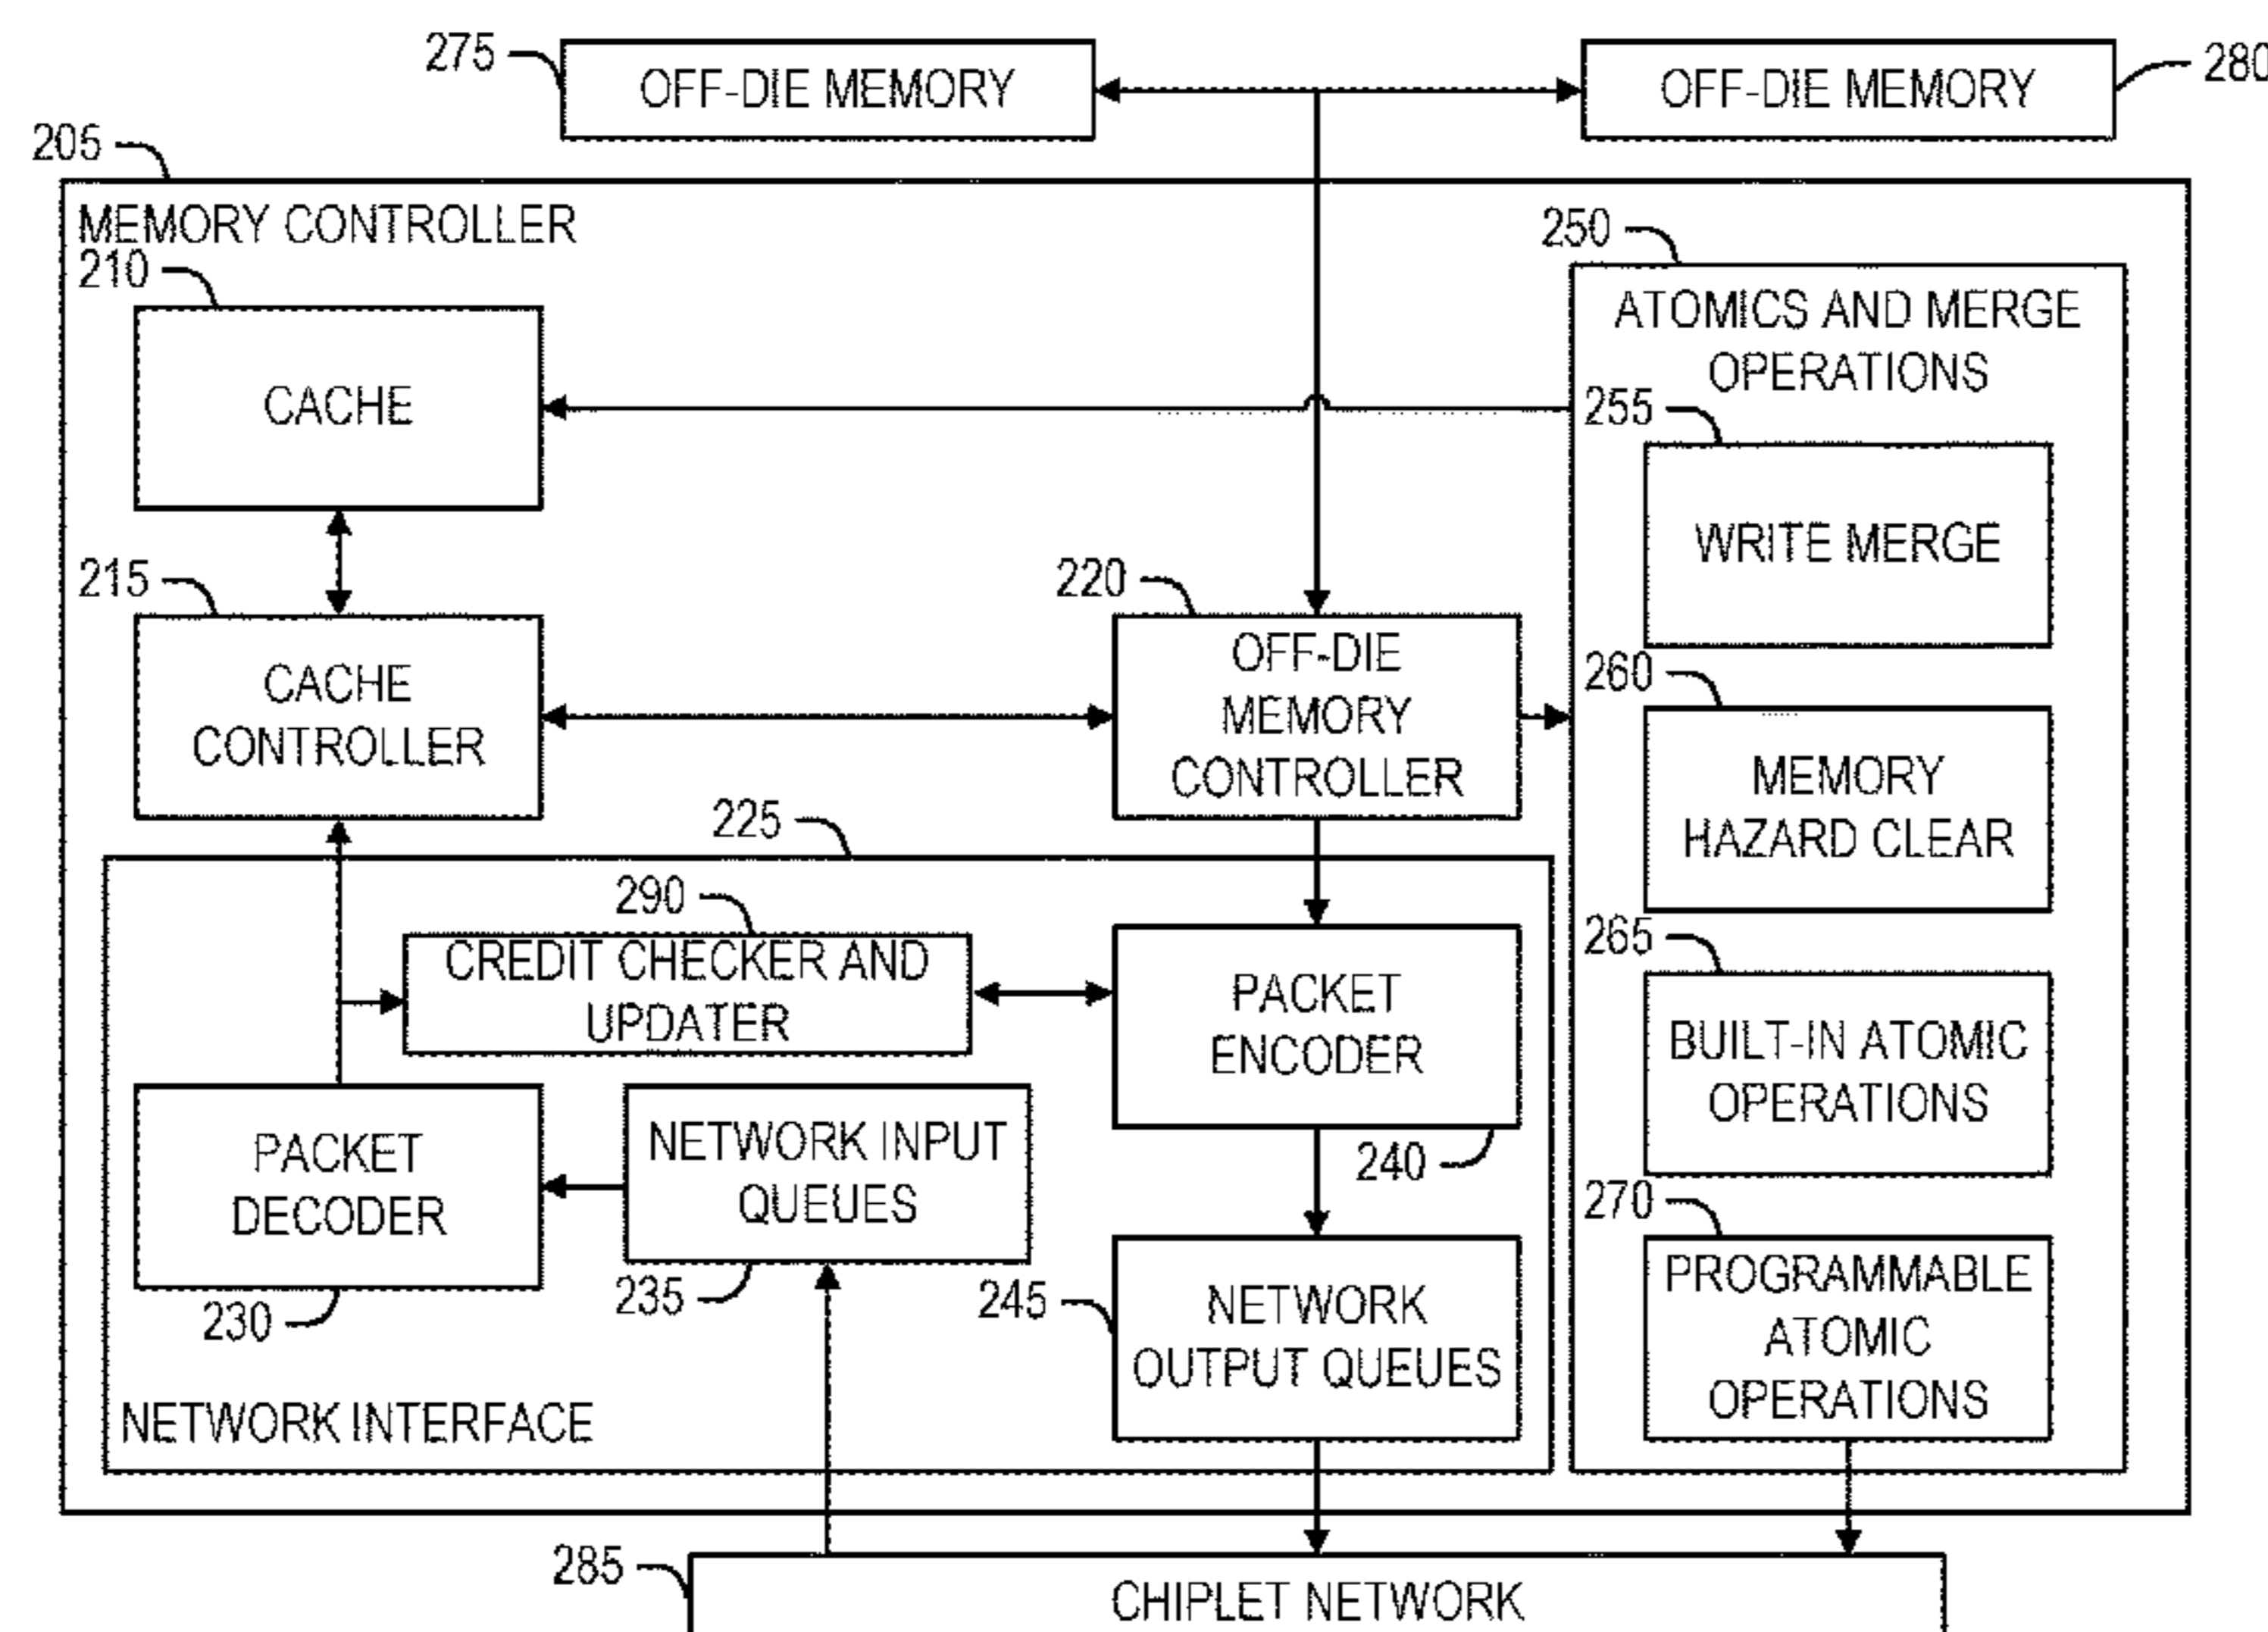 275
OFF-DIE MEMORY
OFF-DIE MEMORY
280
205
MEMORY CONTROLLER
210
CACHE
250
ATOMICS AND MERGE
OPERATIONS
255
WRITE MERGE
215
CACHE
CONTROLLER
220
OFF-DIE
MEMORY
CONTROLLER
260
MEMORY
HAZARD CLEAR
225
290
CREDIT CHECKER AND
UPDATER
PACKET
ENCODER
240
265
BUILT-IN ATOMIC
OPERATIONS
PACKET
DECODER
230
NETWORK INPUT
QUEUES
235
245
NETWORK
OUTPUT QUEUES
270
PROGRAMMABLE
ATOMIC
OPERATIONS
NETWORK INTERFACE
285
CHIPLET NETWORK